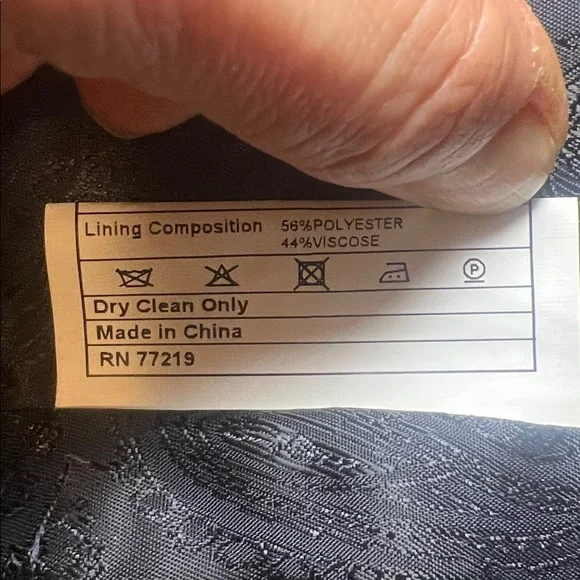 Lining Composition 56%POLYESTER
44%VISCOSE
P
Dry Clean Only
Made in China
RN 77219